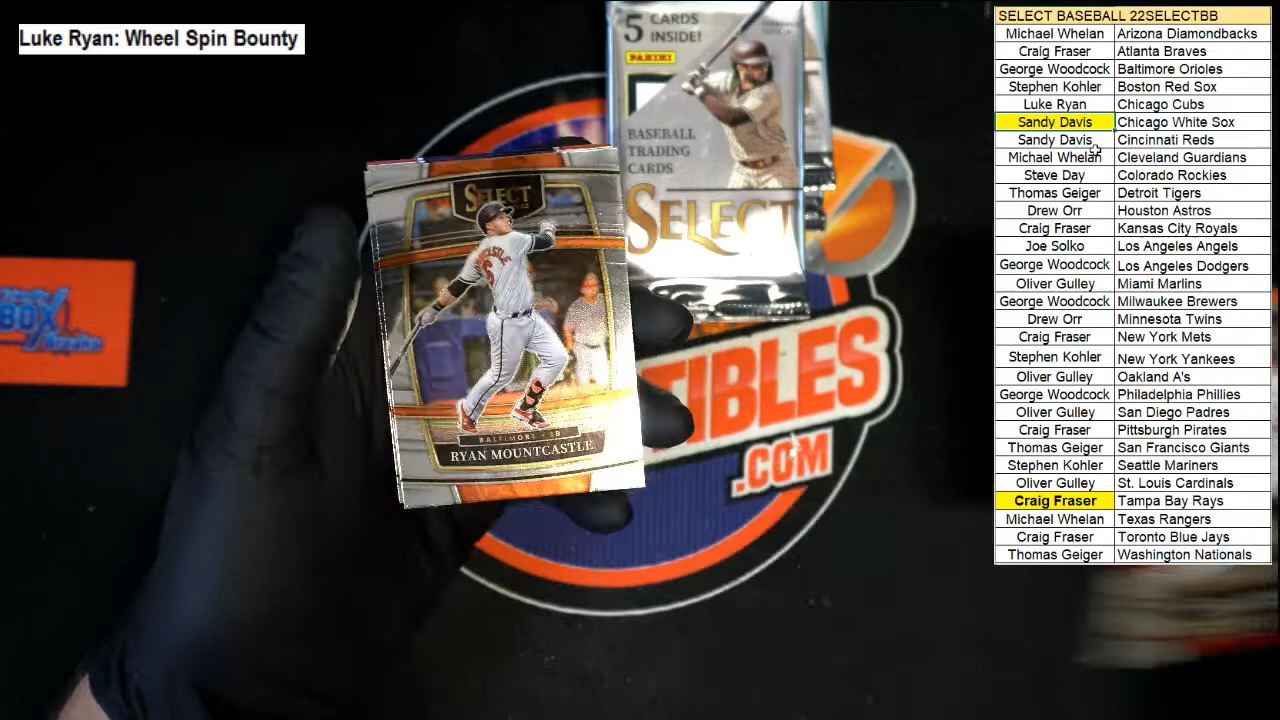 Luke Ryan: Wheel Spin Bounty
5 CARDS
INSIDE!
PANINI
BASEBALL
TRADING
CARDS
SELECT
SELECT
BALTIMORE • 1B
RYAN MOUNTCASTLE
BOX
Breaks
TIBLES
.COM
SELECT BASEBALL 22SELECTBB
Michael Whelan Arizona Diamondbacks
Craig Fraser Atlanta Braves
George Woodcock Baltimore Orioles
Stephen Kohler Boston Red Sox
Luke Ryan Chicago Cubs
Sandy Davis Chicago White Sox
Sandy Davis Cincinnati Reds
Michael Whelan Cleveland Guardians
Steve Day Colorado Rockies
Thomas Geiger Detroit Tigers
Drew Orr Houston Astros
Craig Fraser Kansas City Royals
Joe Solko Los Angeles Angels
George Woodcock Los Angeles Dodgers
Oliver Gulley Miami Marlins
George Woodcock Milwaukee Brewers
Drew Orr Minnesota Twins
Craig Fraser New York Mets
Stephen Kohler New York Yankees
Oliver Gulley Oakland A's
George Woodcock Philadelphia Phillies
Oliver Gulley San Diego Padres
Craig Fraser Pittsburgh Pirates
Thomas Geiger San Francisco Giants
Stephen Kohler Seattle Mariners
Oliver Gulley St. Louis Cardinals
Craig Fraser Tampa Bay Rays
Michael Whelan Texas Rangers
Craig Fraser Toronto Blue Jays
Thomas Geiger Washington Nationals